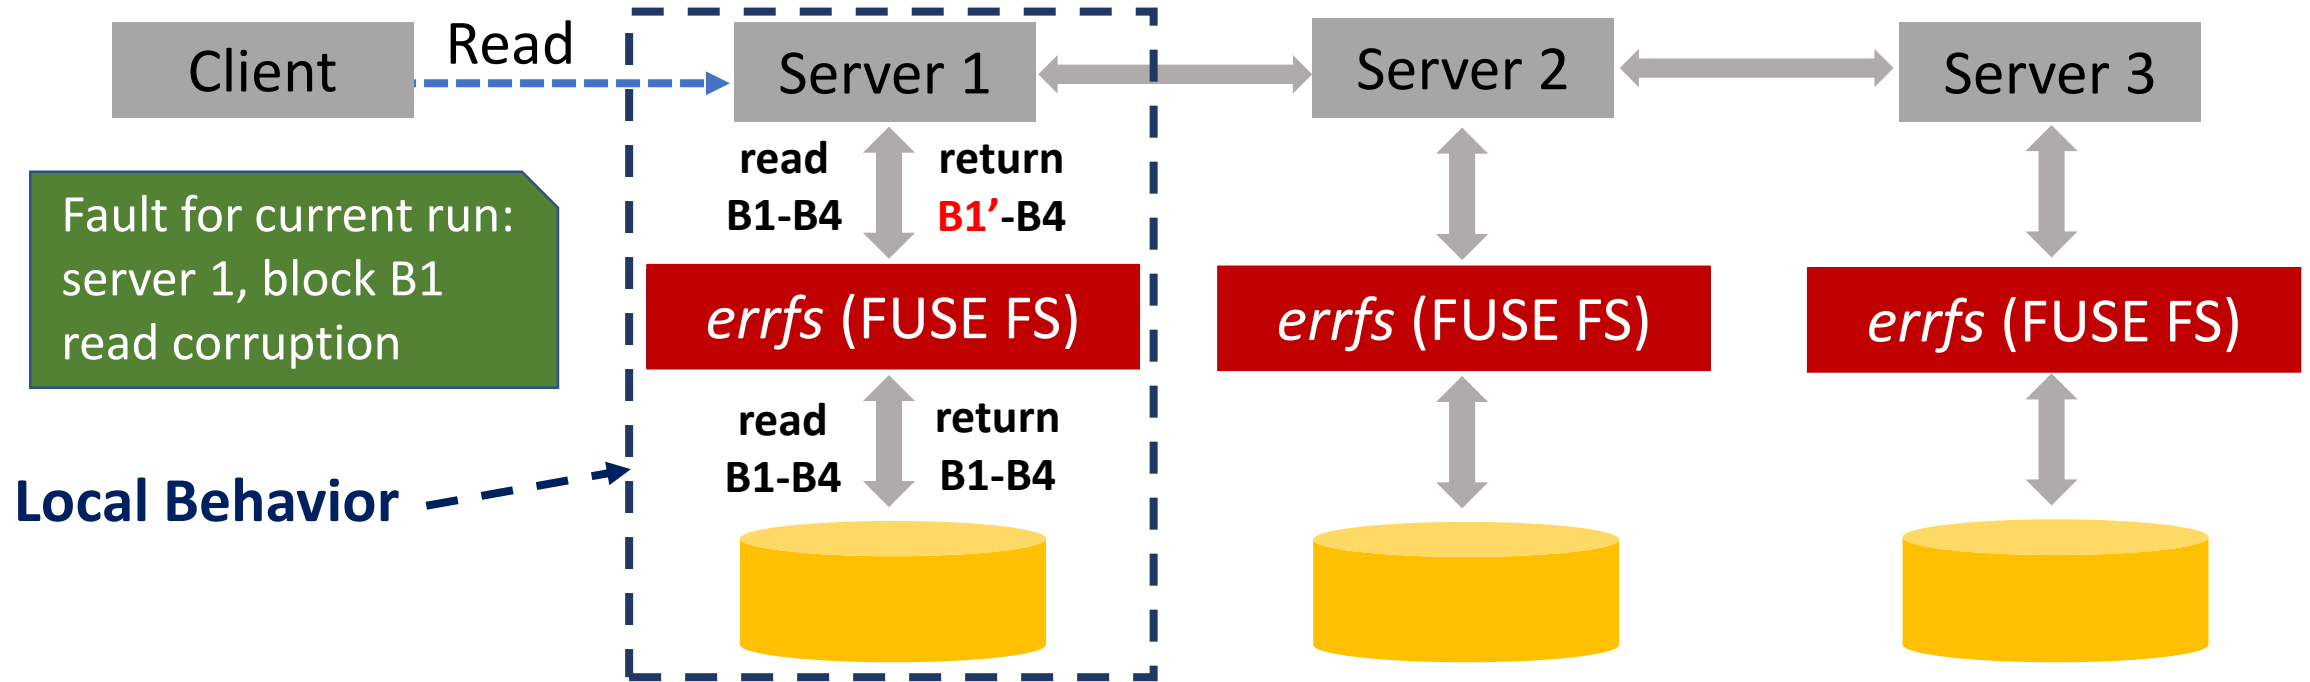 Client
Read
Server 1
Server 2
Server 3
read
B1-B4
return
B1’-B4
Fault for current run:
server 1, block B1
read corruption
errfs (FUSE FS)
errfs (FUSE FS)
errfs (FUSE FS)
read
B1-B4
return
B1-B4
Local Behavior